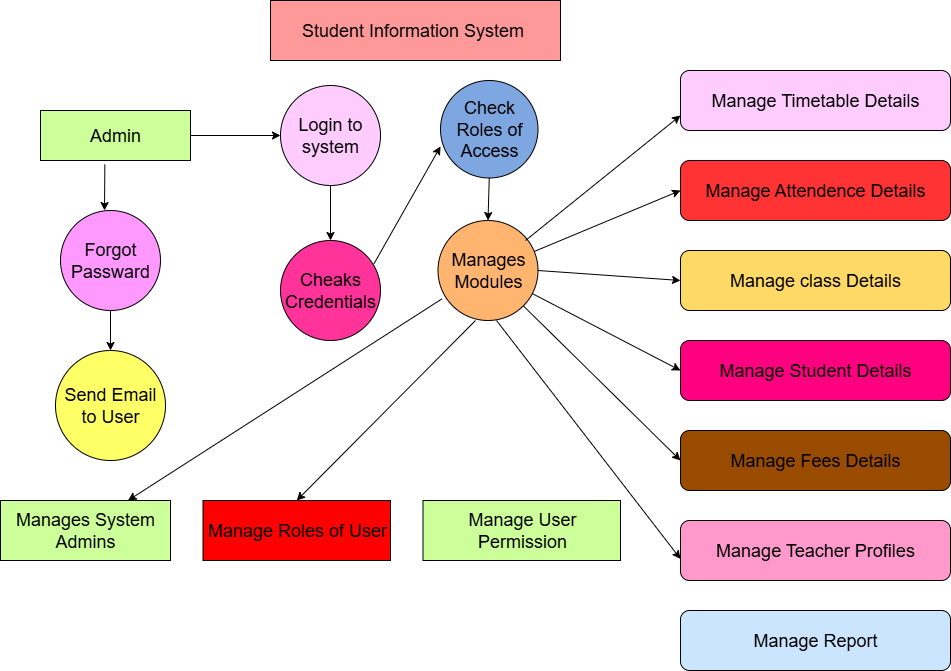 Student Information System
Admin
Login to
system
Check
Roles of
Access
Manage Timetable Details
Manage Attendence Details
Forgot
Passward
Cheaks
Credentials
Manages
Modules
Manage class Details
Manage Student Details
Send Email
to User
Manage Fees Details
Manages System
Admins
Manage Roles of User
Manage User
Permission
Manage Teacher Profiles
Manage Report